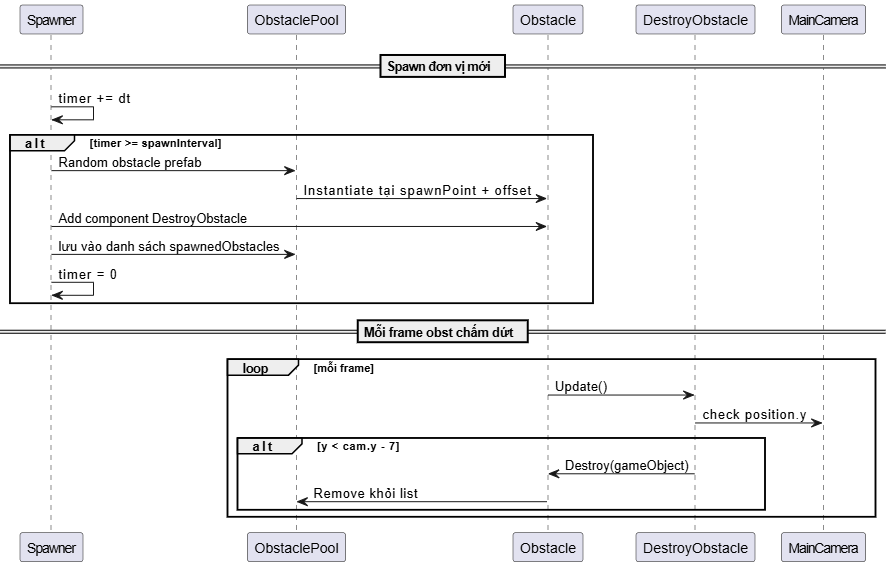 Spawner ObstaclePool Obstacle DestroyObstacle MainCamera
Spawn đơn vị mới
timer += dt
alt [timer >= spawnInterval]
Random obstacle prefab
Instantiate tại spawnPoint + offset
Add component DestroyObstacle
lưu vào danh sách spawnedObstacles
timer = 0
Mỗi frame obst chấm dứt
loop [mỗi frame]
Update()
check position.y
alt [y < cam.y - 7]
Destroy(gameObject)
Remove khỏi list
Spawner ObstaclePool Obstacle DestroyObstacle MainCamera